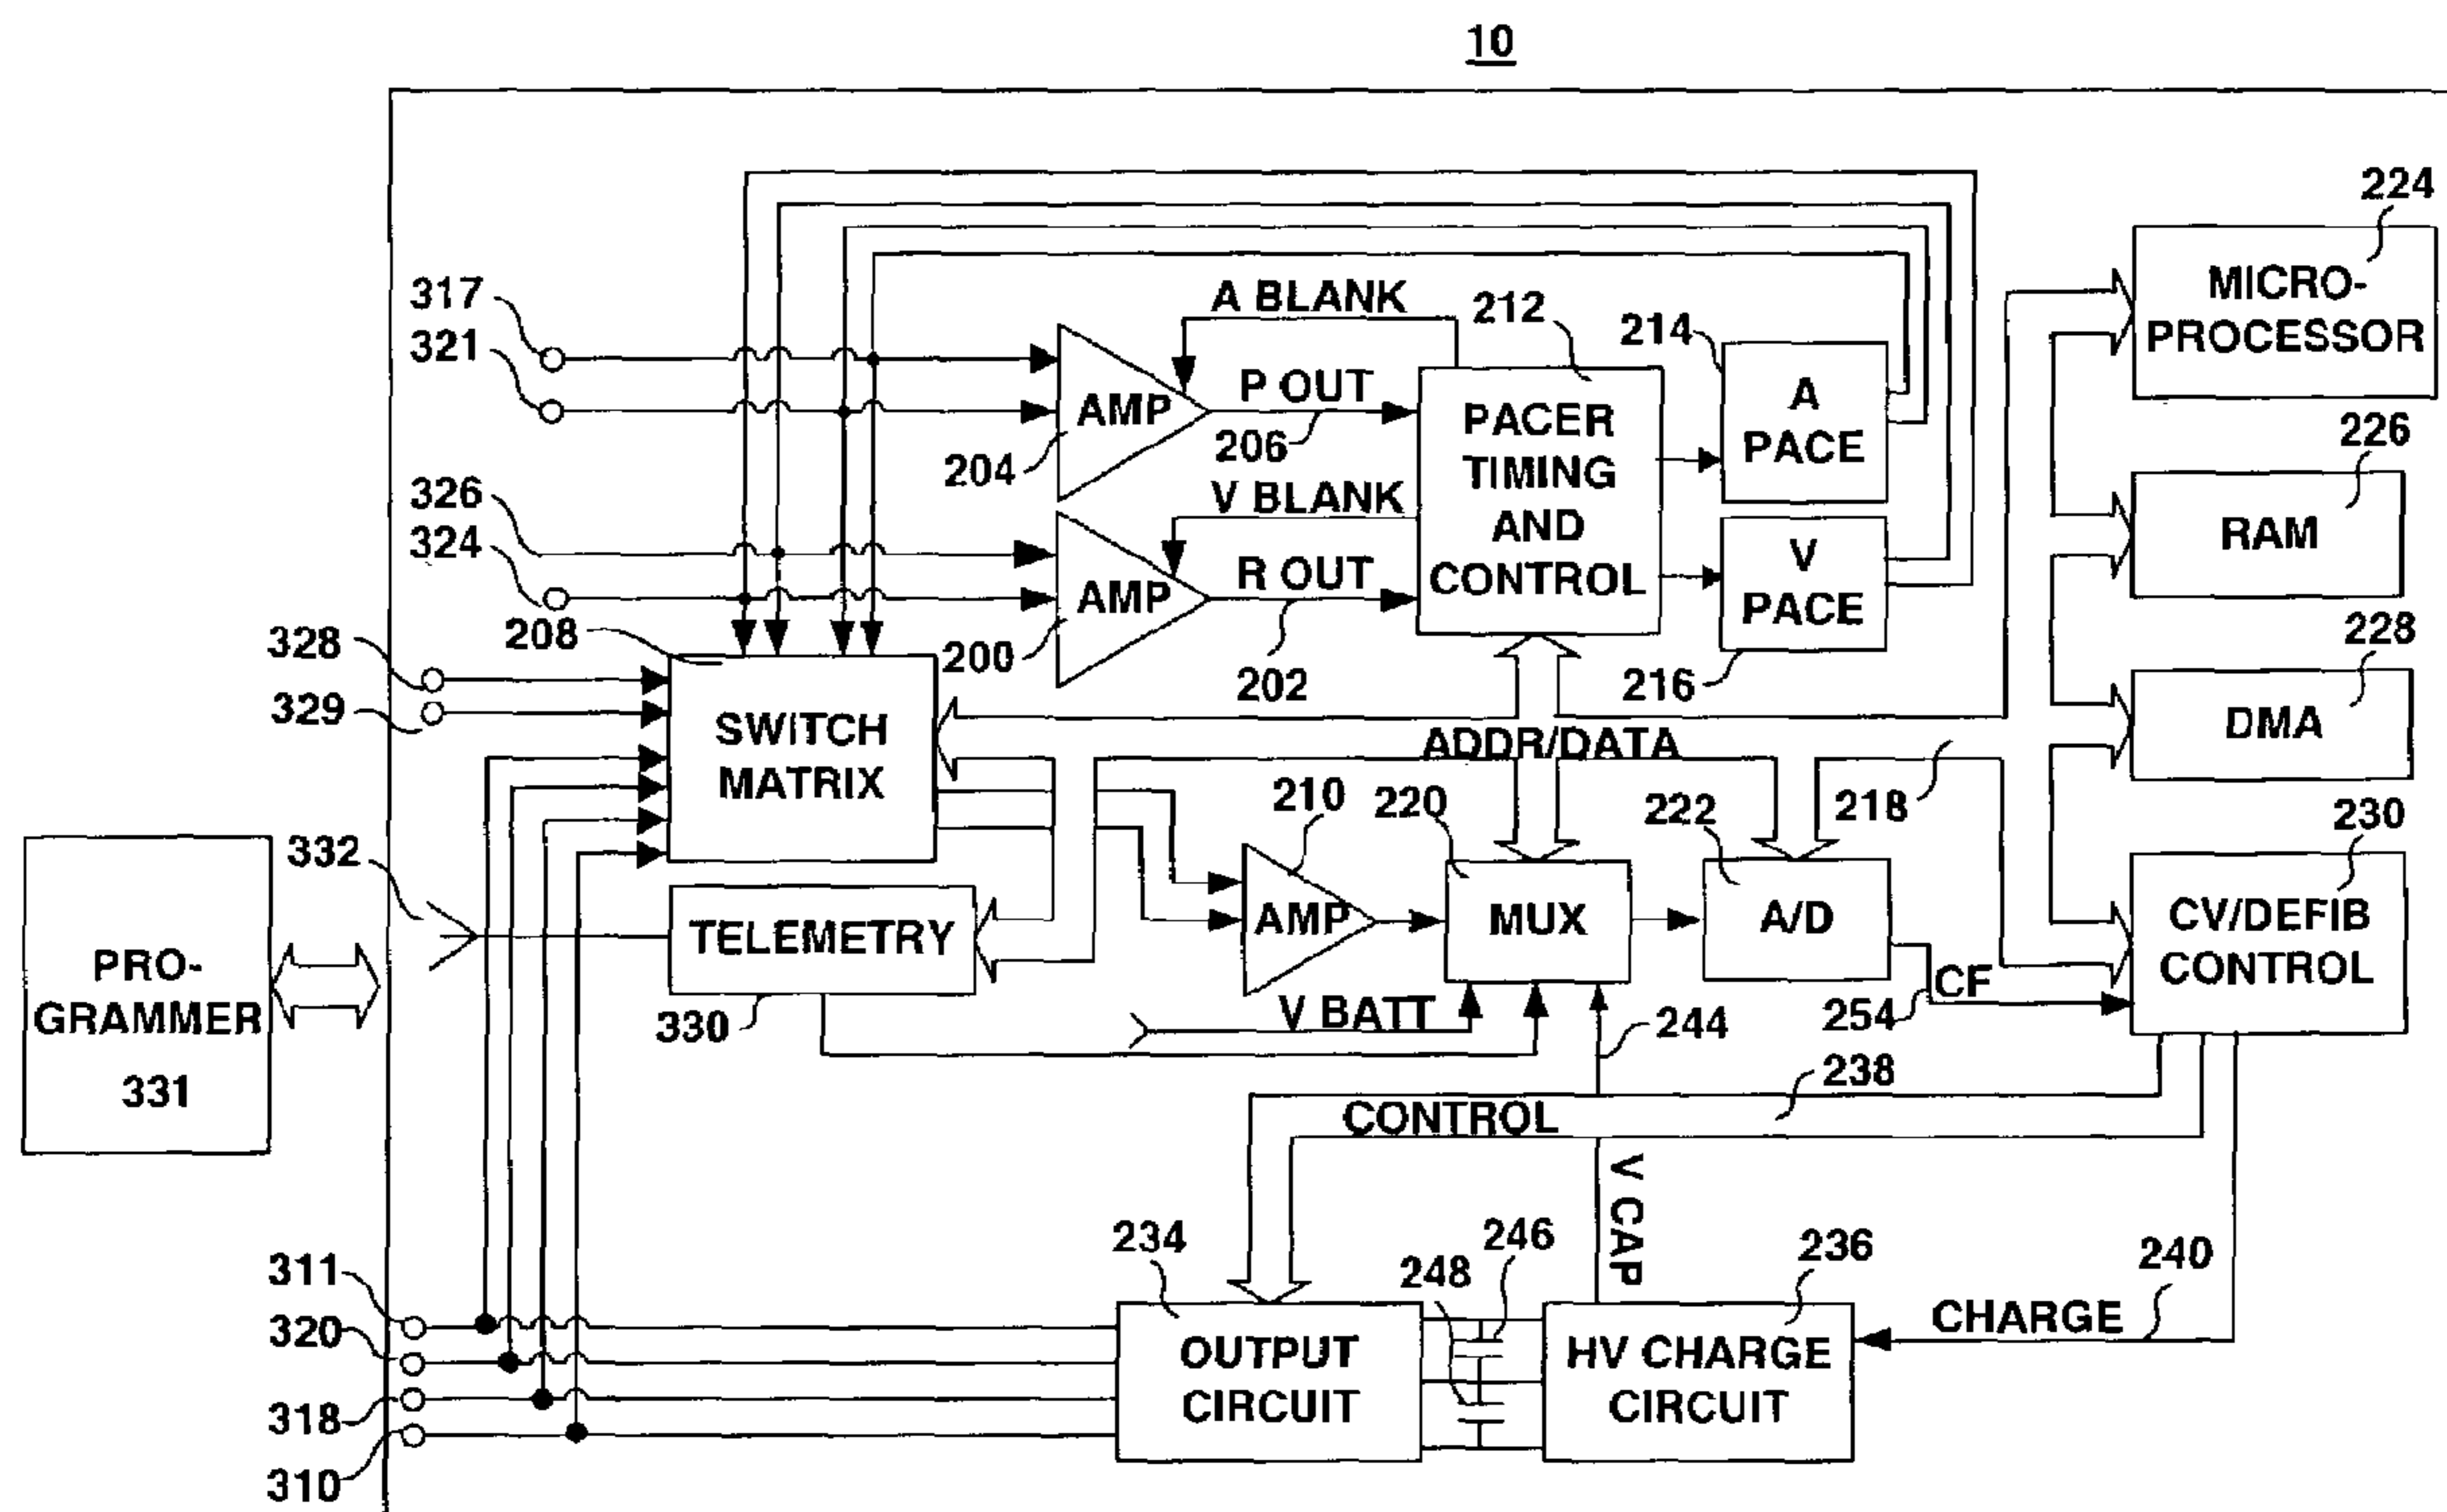 10
224
317
A BLANK
212
214
MICRO-
PROCESSOR
321
P OUT
A
PACE
AMP
PACER
TIMING
AND
CONTROL
206
226
204
326
V BLANK
RAM
324
R OUT
V
PACE
AMP
208
228
328
200
202
216
329
SWITCH
MATRIX
DMA
ADDR/DATA
210
220
222
218
230
332
AMP
MUX
A/D
CV/DEFIB
CONTROL
TELEMETRY
PRO-
GRAMMER
331
CF
254
330
V BATT
244
238
CONTROL
V CAP
234
246
236
240
248
311
CHARGE
320
OUTPUT
CIRCUIT
HV CHARGE
CIRCUIT
318
310